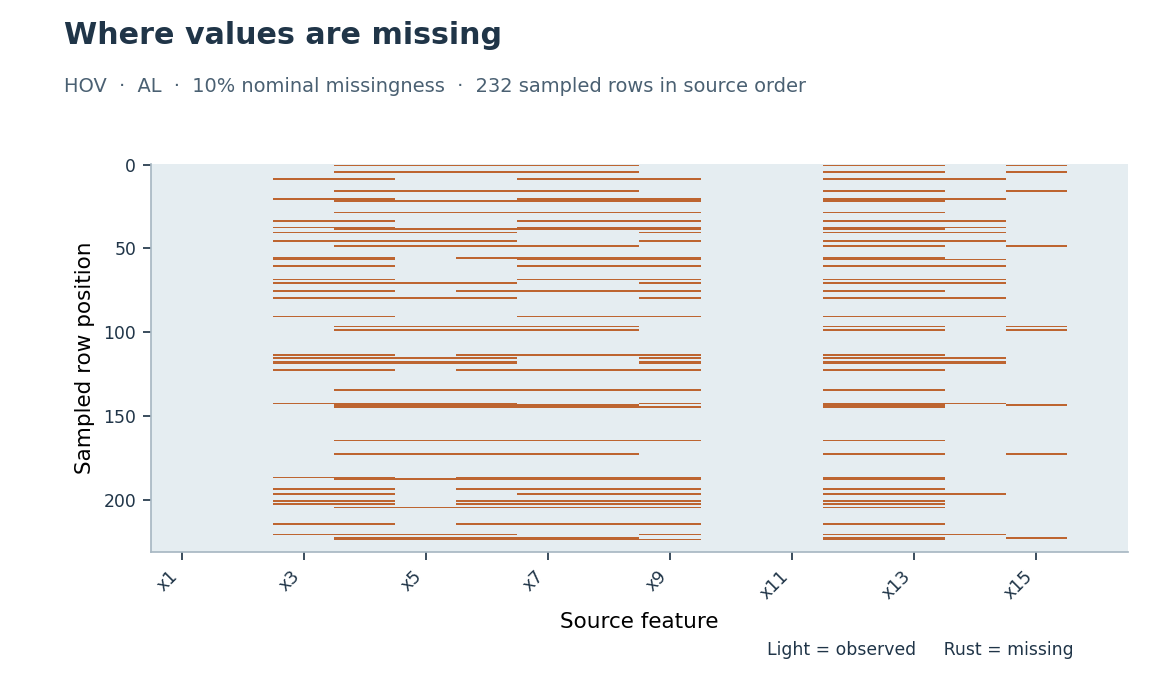 Where values are missing
HOV · AL · 10% nominal missingness · 232 sampled rows in source order
0
50
100
150
200
Sampled row position
x1
x3
x5
x7
x9
x11
x13
x15
Source feature
Light = observed Rust = missing